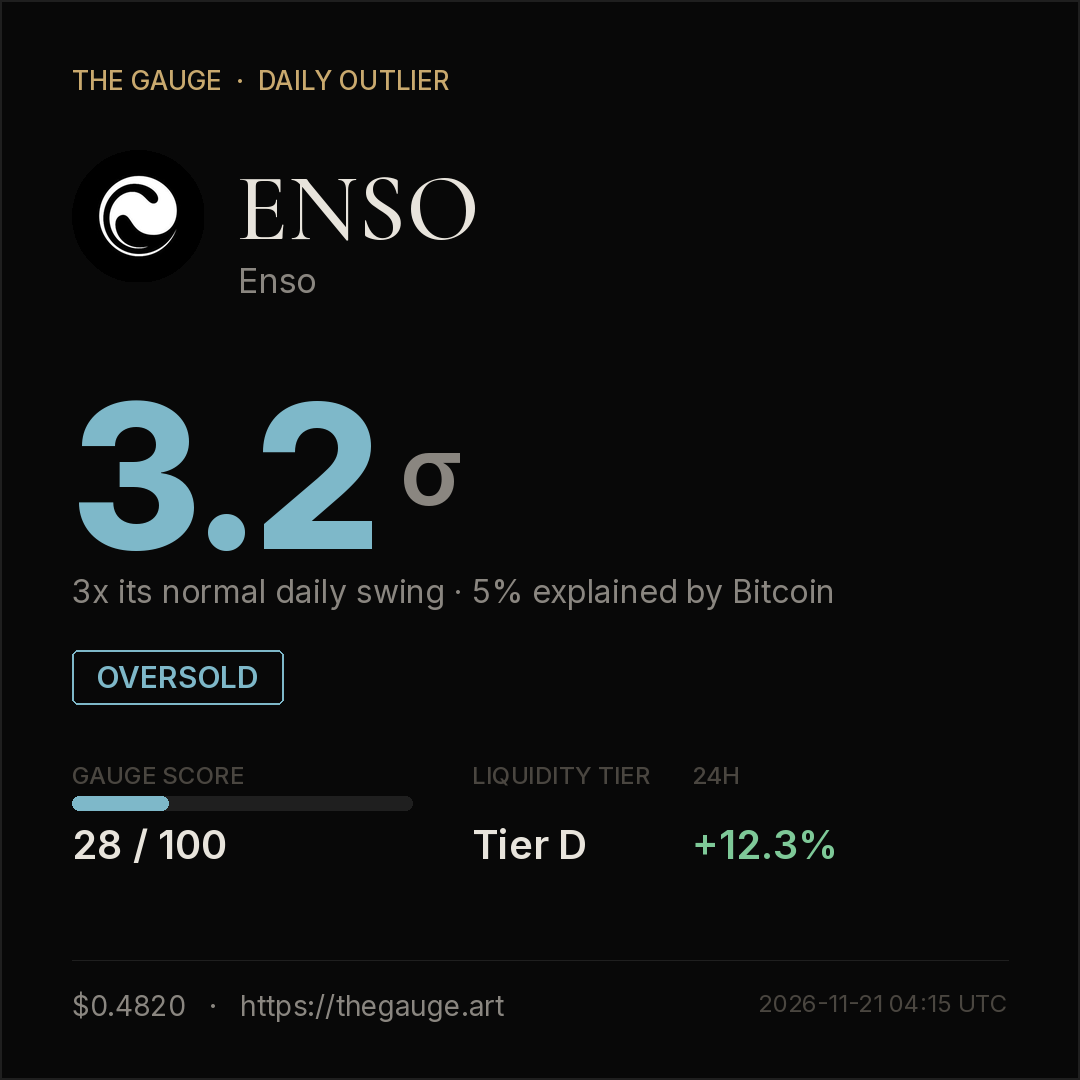 THE GAUGE · DAILY OUTLIER
ENSO
Enso
3.2 σ
3x its normal daily swing · 5% explained by Bitcoin
OVERSOLD
GAUGE SCORE LIQUIDITY TIER 24H
28 / 100 Tier D +12.3%
$0.4820 · https://thegauge.art 2026-11-21 04:15 UTC